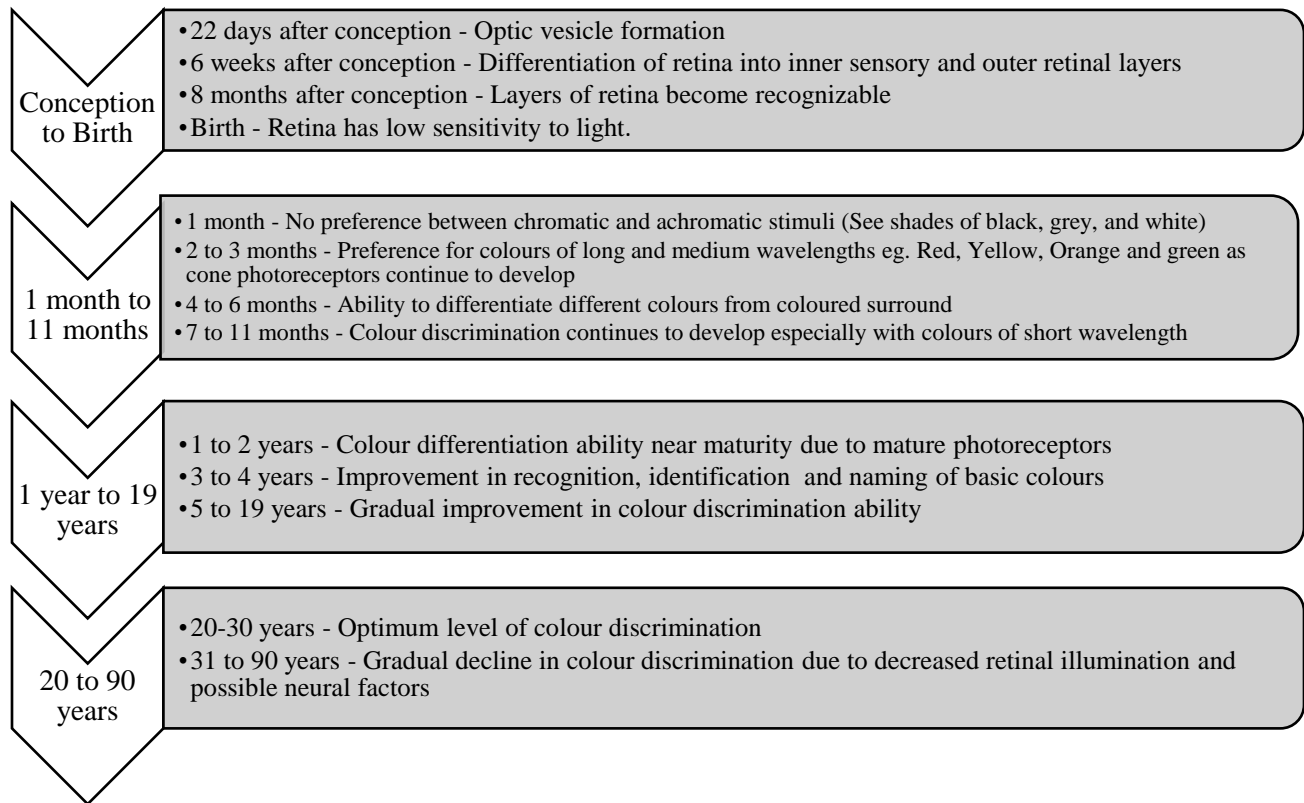 Conception
to Birth
•22 days after conception - Optic vesicle formation
•6 weeks after conception - Differentiation of retina into inner sensory and outer retinal layers
•8 months after conception - Layers of retina become recognizable
•Birth - Retina has low sensitivity to light.
1 month to
11 months
•1 month - No preference between chromatic and achromatic stimuli (See shades of black, grey, and white)
•2 to 3 months - Preference for colours of long and medium wavelengths eg. Red, Yellow, Orange and green as
cone photoreceptors continue to develop
•4 to 6 months - Ability to differentiate different colours from coloured surround
•7 to 11 months - Colour discrimination continues to develop especially with colours of short wavelength
1 year to 19
years
•1 to 2 years - Colour differentiation ability near maturity due to mature photoreceptors
•3 to 4 years - Improvement in recognition, identification and naming of basic colours
•5 to 19 years - Gradual improvement in colour discrimination ability
20 to 90
years
•20-30 years - Optimum level of colour discrimination
•31 to 90 years - Gradual decline in colour discrimination due to decreased retinal illumination and
possible neural factors